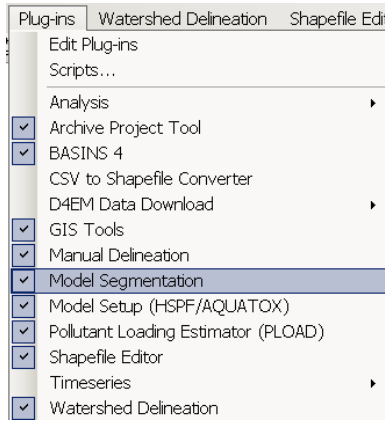 Plug-ins Watershed Delineation Shapefile Edi
Edit Plug-ins
Scripts...
Analysis
Archive Project Tool
BASINS 4
CSV to Shapefile Converter
D4EM Data Download
GIS Tools
Manual Delineation
Model Segmentation
Model Setup (HSPF/AQUATOX)
Pollutant Loading Estimator (PLOAD)
Shapefile Editor
Timeseries
Watershed Delineation